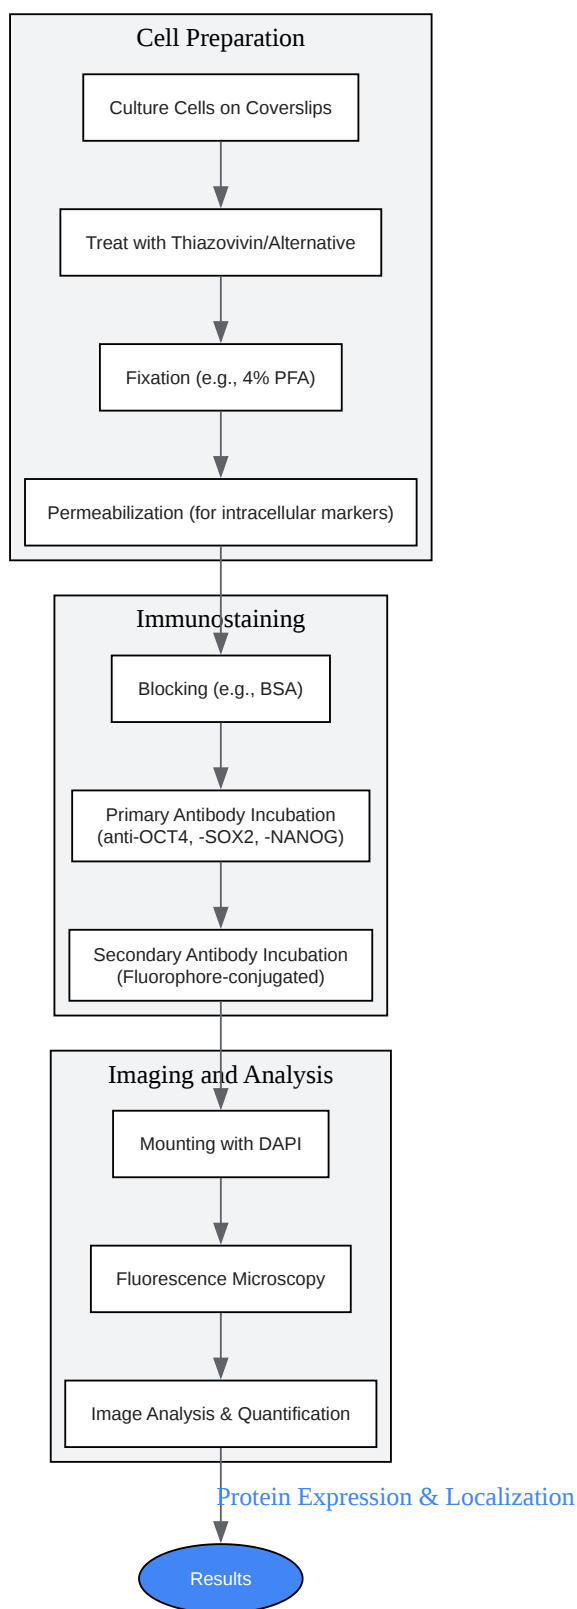 Cell Preparation
Culture Cells on Coverslips
Treat with Thiazovivin/Alternative
Fixation (e.g., 4% PFA)
Permeabilization (for intracellular markers)
Immunostaining
Blocking (e.g., BSA)
Primary Antibody Incubation
(anti-OCT4, -SOX2, -NANOG)
Secondary Antibody Incubation
(Fluorophore-conjugated)
Imaging and Analysis
Mounting with DAPI
Fluorescence Microscopy
Image Analysis & Quantification
Protein Expression & Localization
Results